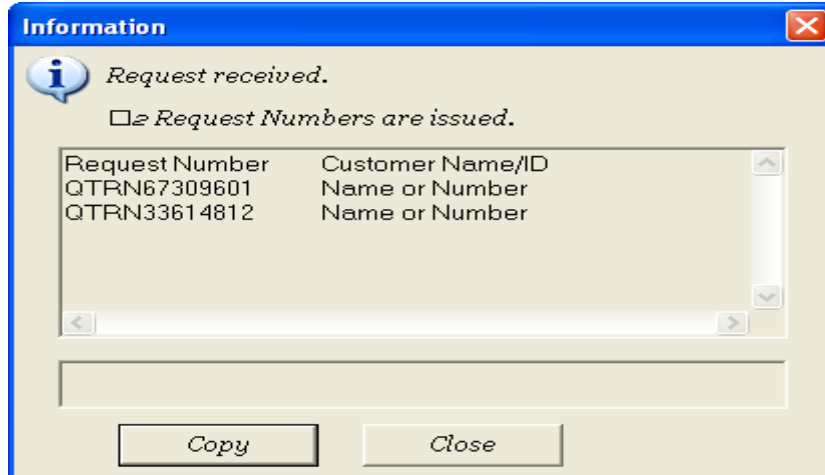 Information
Request received.
□2 Request Numbers are issued.
Request Number Customer Name/ID
QTRN67309601 Name or Number
QTRN33614812 Name or Number
Copy Close